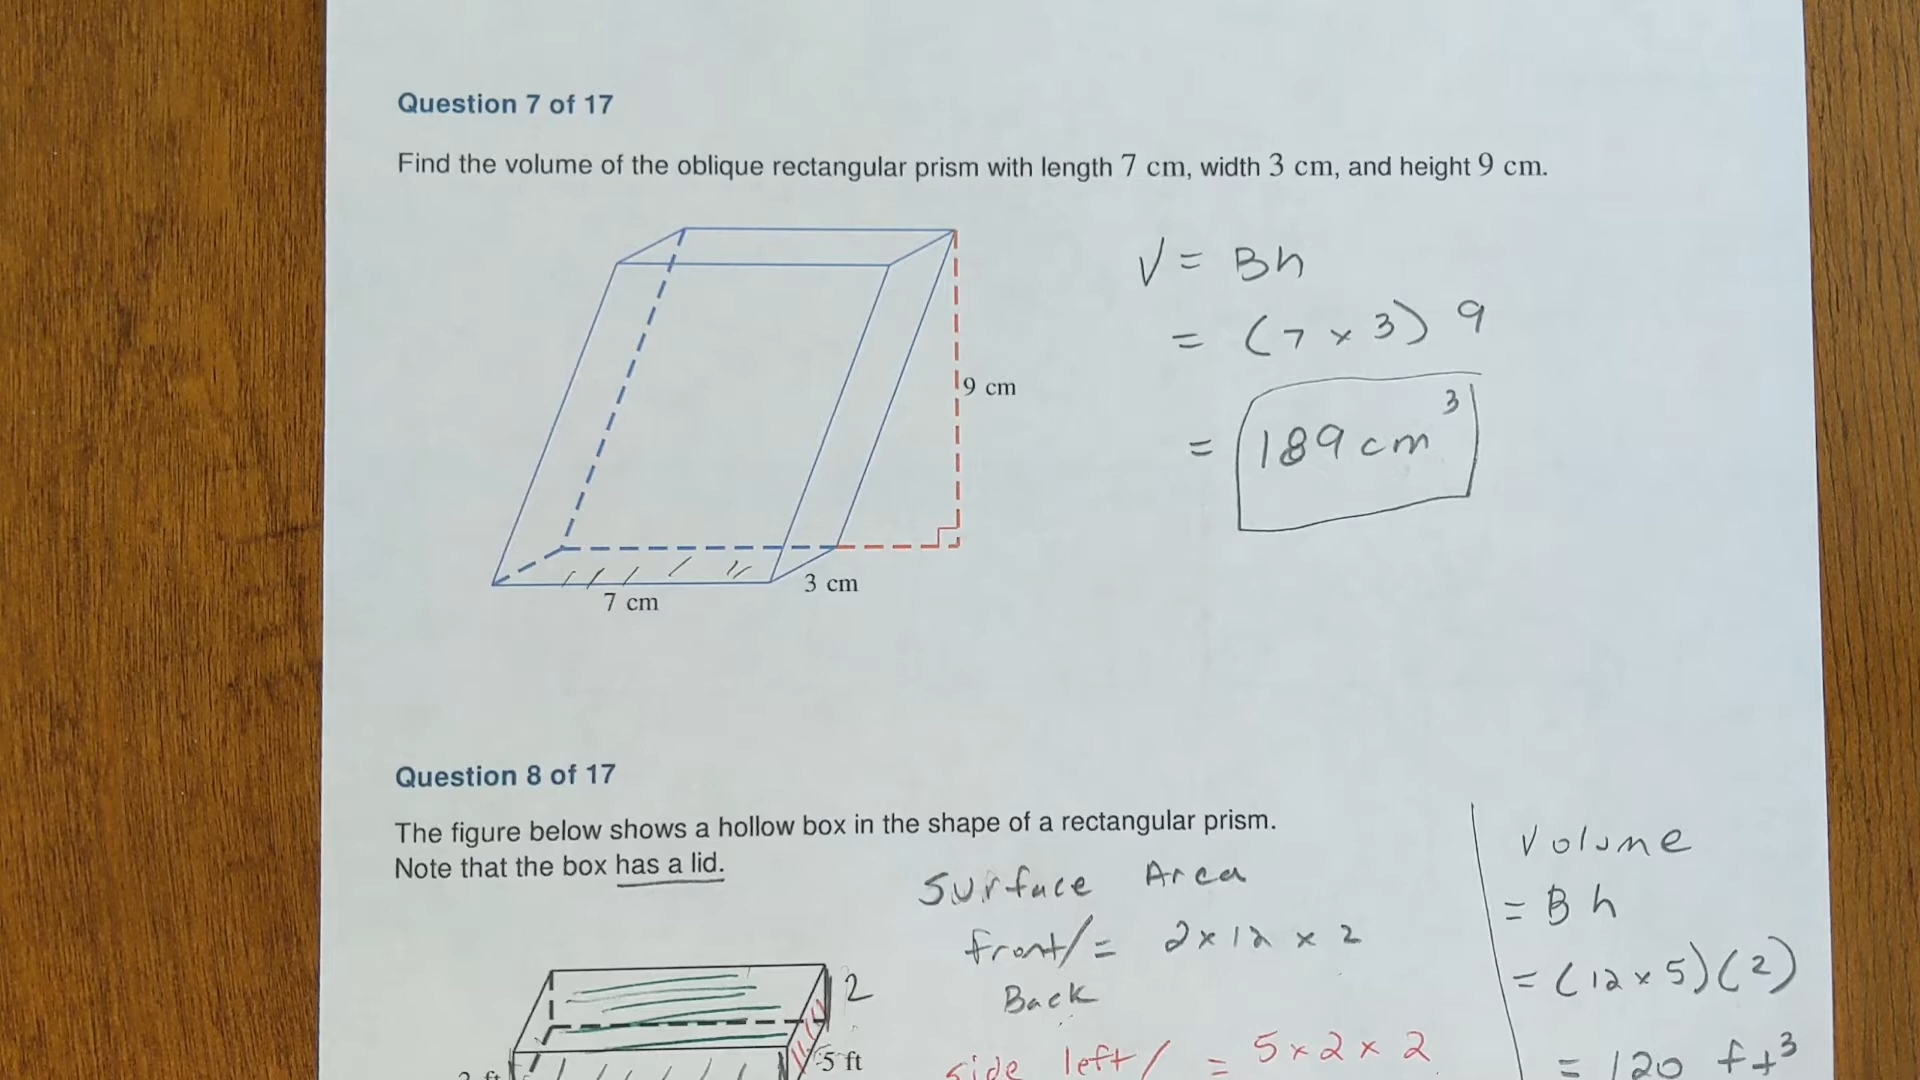 Question 7 of 17
Find the volume of the oblique rectangular prism with length 7 cm, width 3 cm, and height 9 cm.
V = Bh
= (7 × 3) 9
9 cm
= 189 cm³
3 cm
7 cm
Question 8 of 17
The figure below shows a hollow box in the shape of a rectangular prism.
Note that the box has a lid.
Surface Area
front/ = 2 × 12 × 2
Back
side left/ = 5 × 2 × 2
Volume
= B h
= (12 × 5)(2)
= 120 ft³
2
5 ft
ft